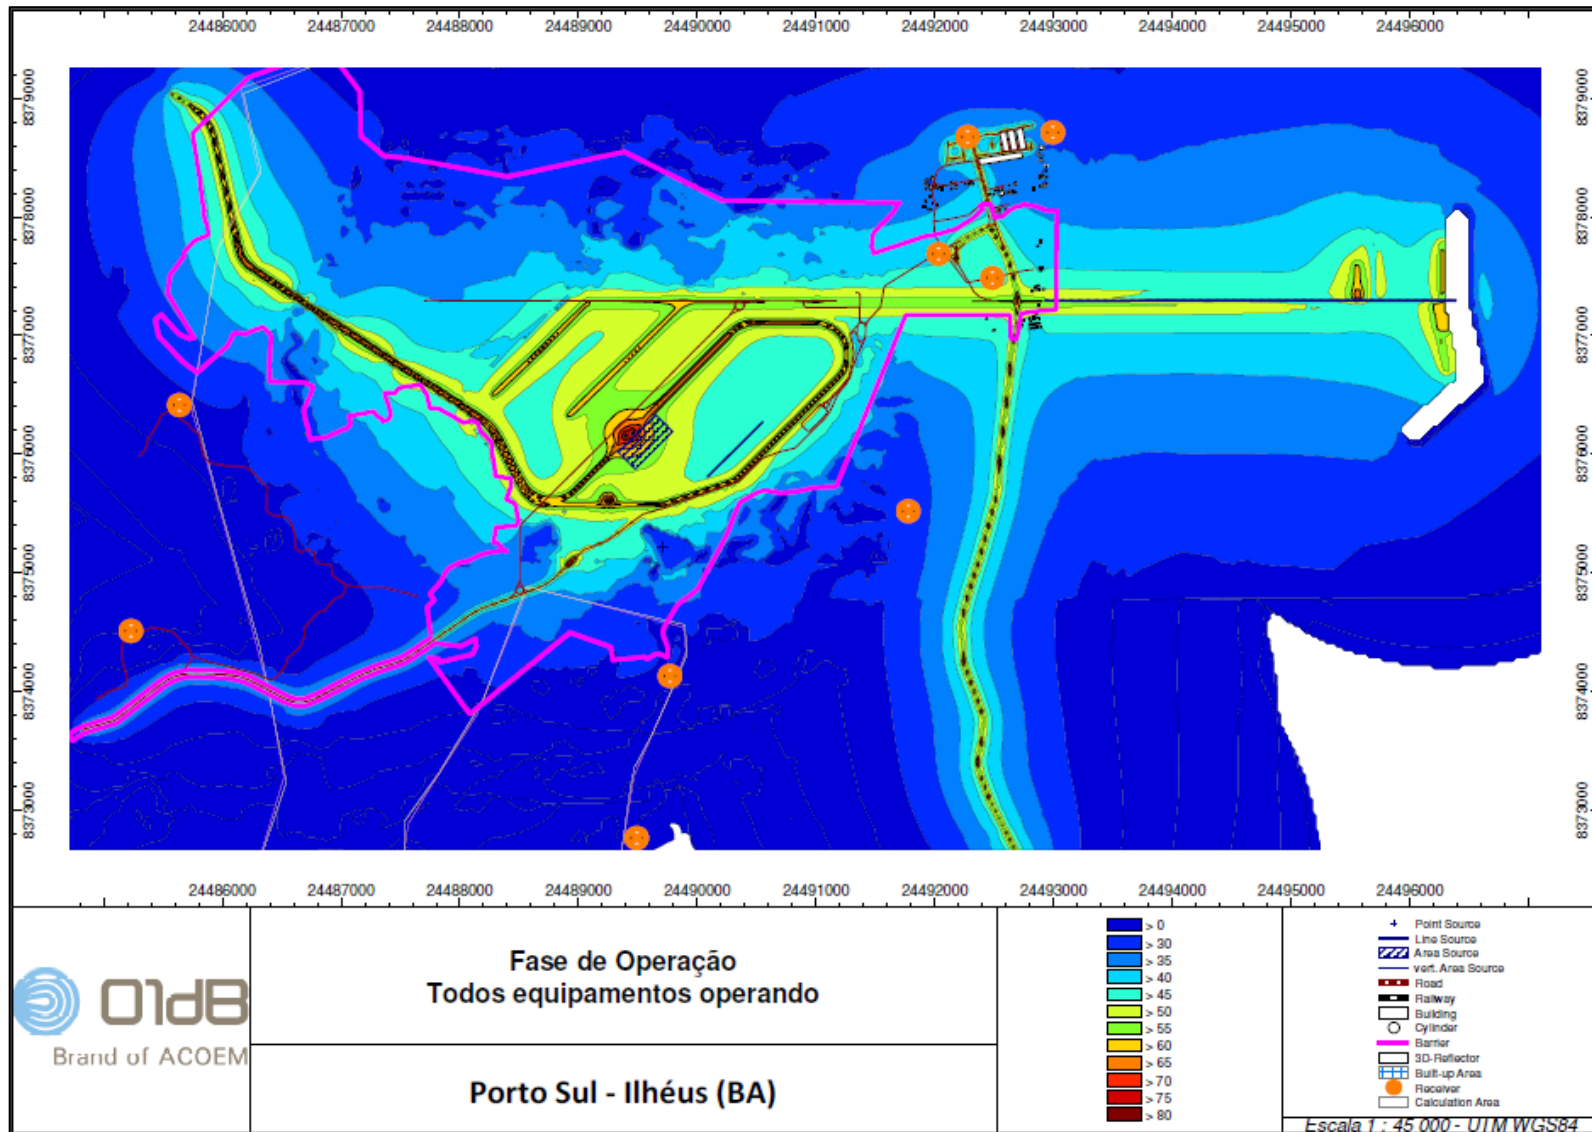 24486000 24487000 24488000 24489000 24490000 24491000 24492000 24493000 24494000 24495000 24496000
8379000 8379000
8378000 8378000
8377000 8377000
8376000 8376000
8375000 8375000
8374000 8374000
8373000 8373000
24486000 24487000 24488000 24489000 24490000 24491000 24492000 24493000 24494000 24495000 24496000
01dB
Brand of ACOEM
Fase de Operação
Todos equipamentos operando
Porto Sul - Ilhéus (BA)
> 0
> 30
> 35
> 40
> 45
> 50
> 55
> 60
> 65
> 70
> 75
> 80
Point Source
Line Source
Area Source
vert. Area Source
Road
Railway
Building
Cylinder
Barrier
3D-Reflector
Built-up Area
Receiver
Calculation Area
Escala 1 : 45 000 - UTM WGS84